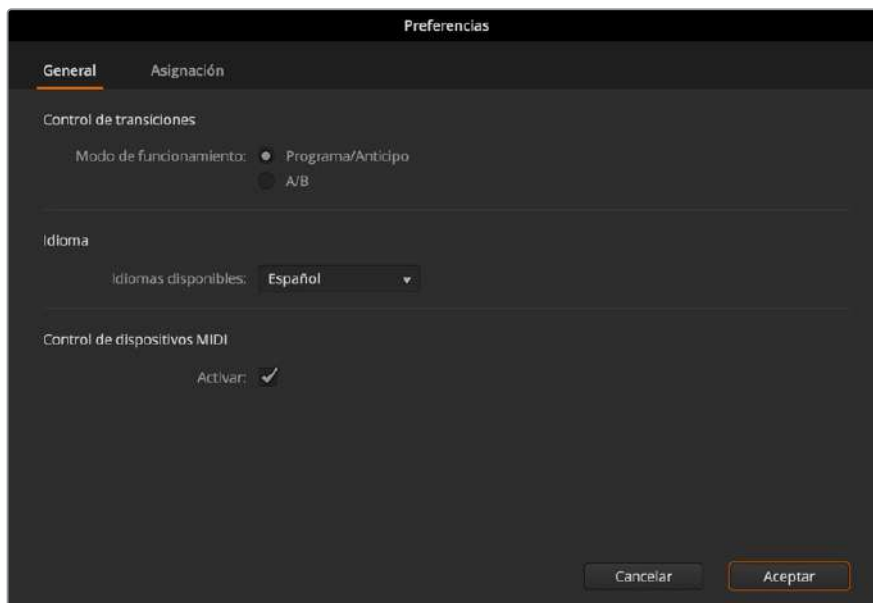 Preferencias
General Asignación
Control de transiciones
Modo de funcionamiento: Programa/Anticipo
A/B
Idioma
Idiomas disponibles: Español
Control de dispositivos MIDI
Activar:
Cancelar Aceptar